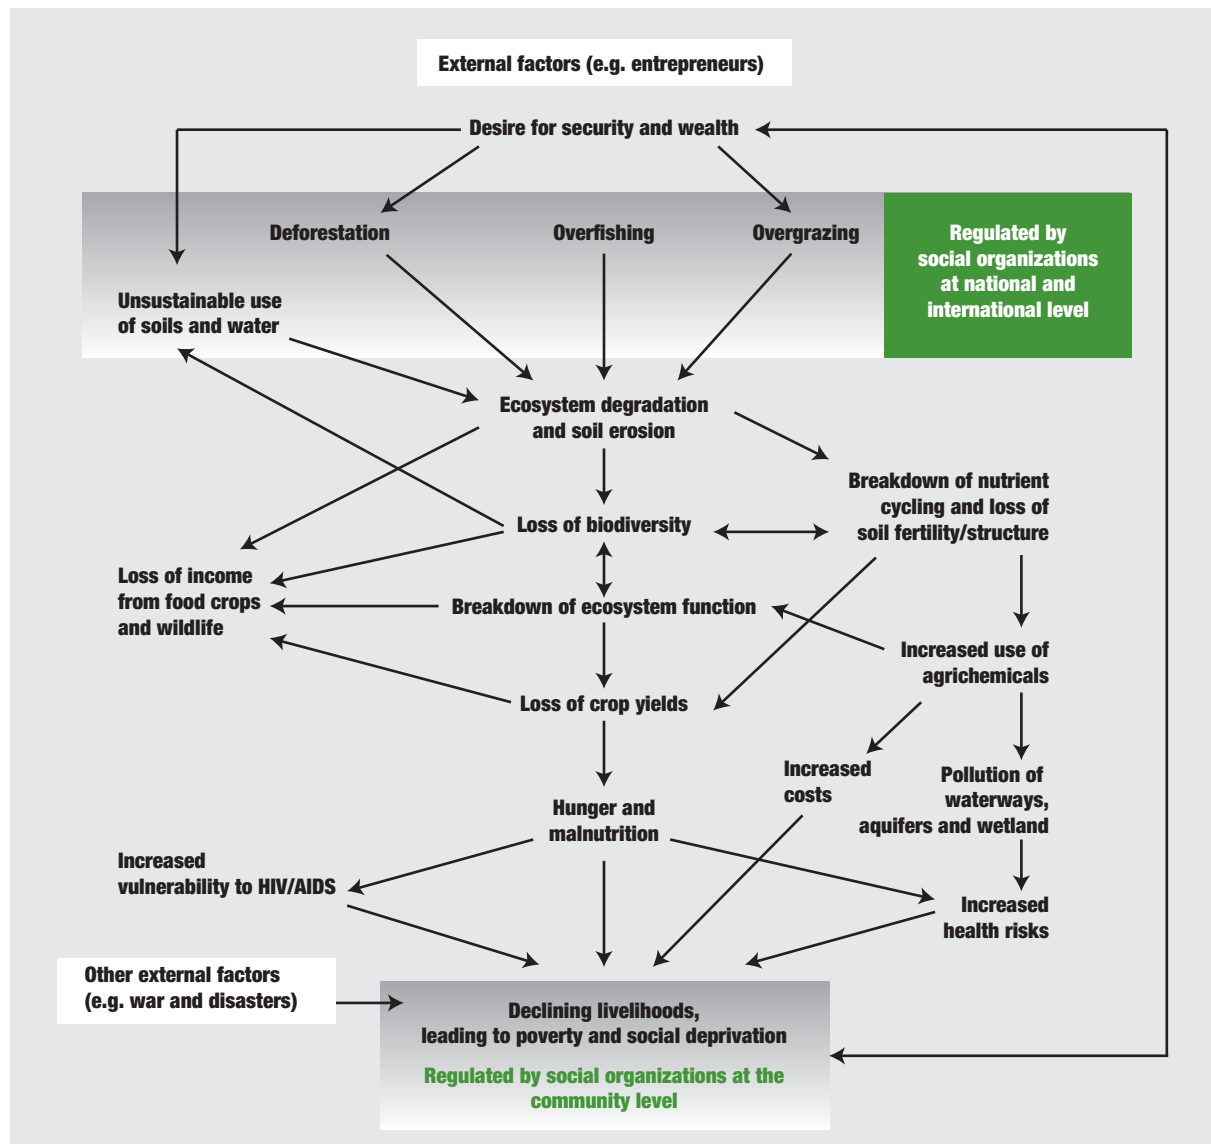 External factors (e.g. entrepreneurs)
Desire for security and wealth
Deforestation
Overfishing
Overgrazing
Regulated by
social organizations
at national and
international level
Unsustainable use
of soils and water
Ecosystem degradation
and soil erosion
Breakdown of nutrient
cycling and loss of
soil fertility/structure
Loss of biodiversity
Loss of income
from food crops
and wildlife
Breakdown of ecosystem function
Increased use of
agrichemicals
Loss of crop yields
Increased
costs
Pollution of
waterways,
aquifers and wetland
Hunger and
malnutrition
Increased
vulnerability to HIV/AIDS
Increased
health risks
Other external factors
(e.g. war and disasters)
Declining livelihoods,
leading to poverty and social deprivation
Regulated by social organizations at the
community level